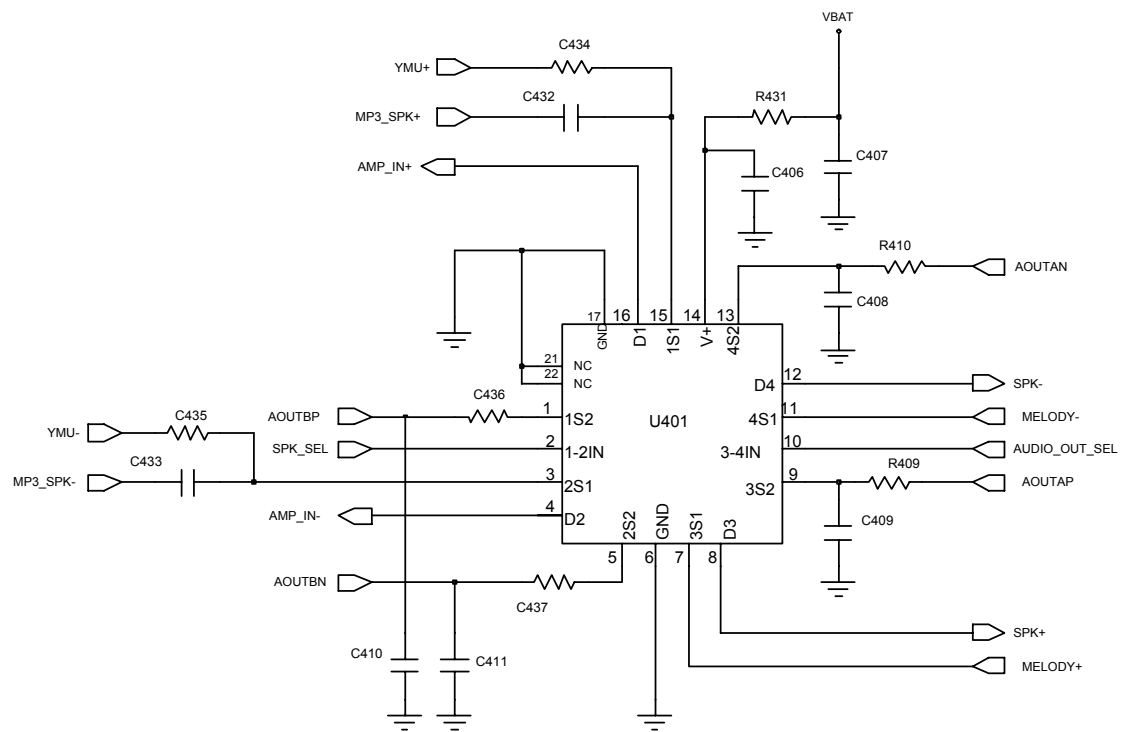 VBAT
C434
YMU+
C432
R431
MP3_SPK+
C407
AMP_IN+
C406
R410
AOUTAN
C408
17 16 15 14 13
GND D1 1S1 V+ 4S2
21 NC
22 NC
D4 12 SPK-
C436
AOUTBP 1 1S2
U401
4S1 11 MELODY-
C435
YMU-
SPK_SEL 2 1-2IN
3-4IN 10 AUDIO_OUT_SEL
C433
R409
MP3_SPK- 3 2S1
3S2 9 AOUTAP
AMP_IN- 4 D2
C409
2S2 GND 3S1 D3
5 6 7 8
AOUTBN
C437
SPK+
C410
C411
MELODY+